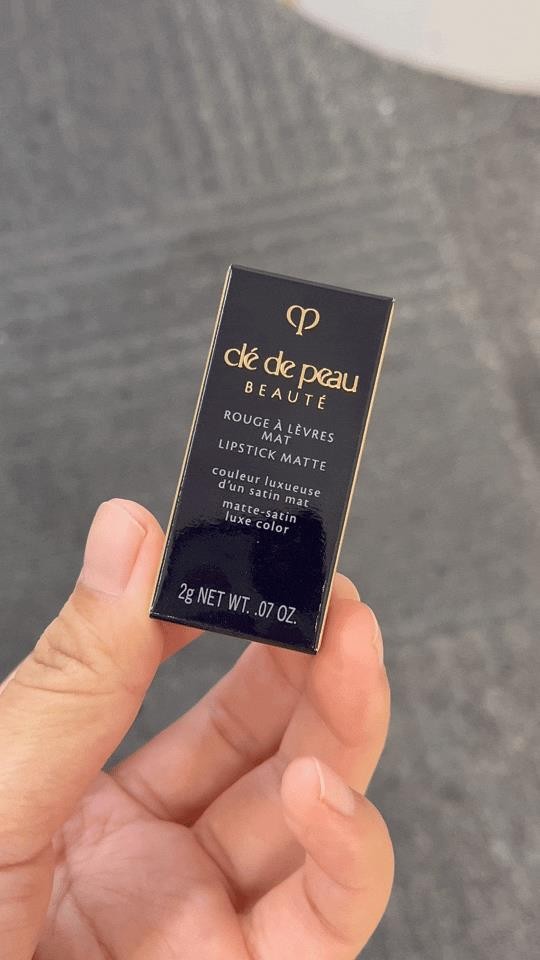 clé de peau
BEAUTÉ
ROUGE À LÈVRES
MAT
LIPSTICK MATTE
couleur luxueuse
d'un satin mat
matte-satin
luxe color
2g NET WT. .07 OZ.